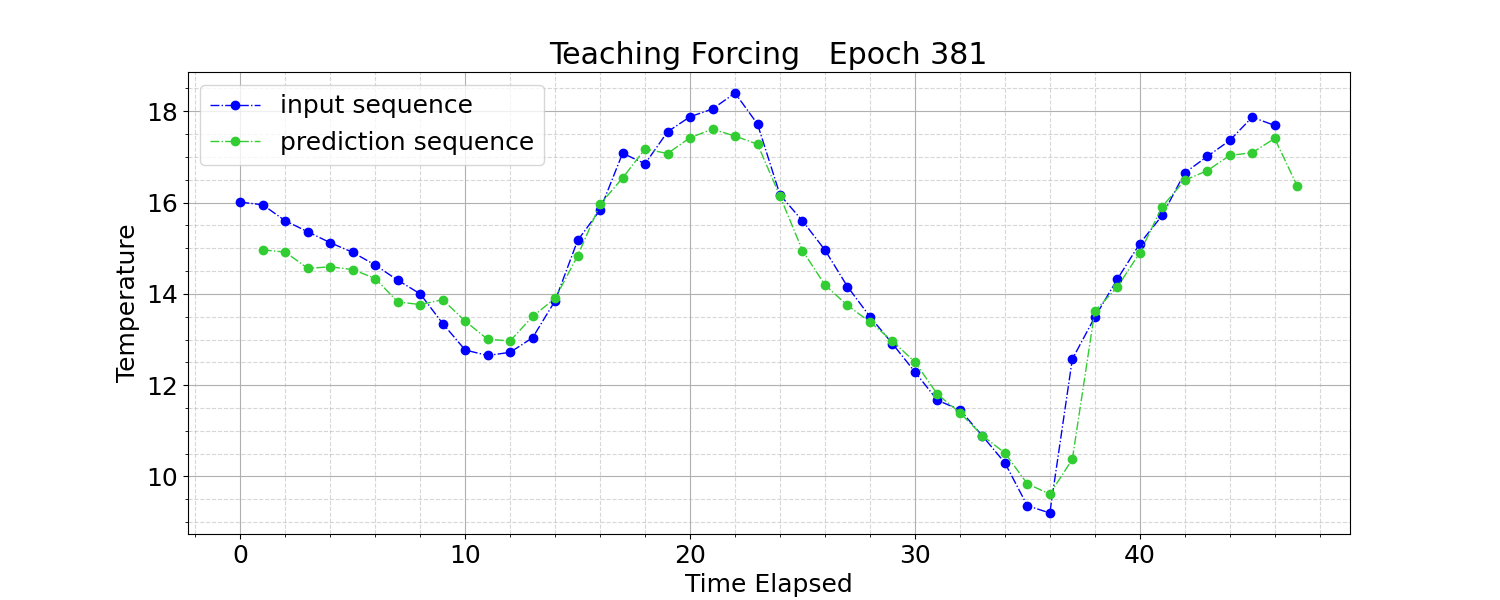 Teaching Forcing   Epoch 381
input sequence
prediction sequence
Temperature
18
16
14
12
10
0 10 20 30 40
Time Elapsed